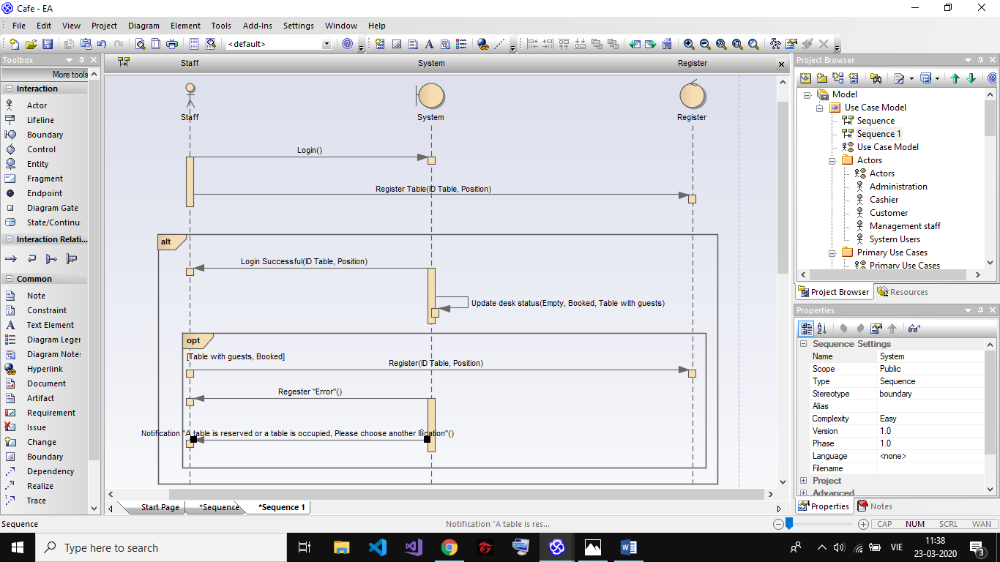 Cafe - EA
File Edit View Project Diagram Element Tools Add-Ins Settings Window Help
<default>
Toolbox
More tools
Interaction
Actor
Lifeline
Boundary
Control
Entity
Fragment
Endpoint
Diagram Gate
State/Continu
Interaction Relati...
Message
Common
Note
Constraint
Text Element
Diagram Leger
Diagram Notes
Hyperlink
Document
Artifact
Requirement
Issue
Change
Boundary
Dependency
Realize
Trace
Staff System Register
Staff
System
Register
Login()
Register Table(ID Table, Position)
alt
Login Successful(ID Table, Position)
Update desk status(Empty, Booked, Table with guests)
opt
[Table with guests, Booked]
Register(ID Table, Position)
Regester "Error"()
Notification "A table is reserved or a table is occupied, Please choose another location"()
Start Page *Sequence *Sequence 1
Project Browser
Model
Use Case Model
Sequence
Sequence 1
Use Case Model
Actors
Actors
Administration
Cashier
Customer
Management staff
System Users
Primary Use Cases
Primary Use Cases
Project Browser Resources
Properties
Sequence Settings
Name System
Scope Public
Type Sequence
Stereotype boundary
Alias
Complexity Easy
Version 1.0
Phase 1.0
Language <none>
Filename
Project
Advanced
Properties Notes
Sequence
Notification "A table is res...
CAP NUM SCRL WAN
Type here to search
VIE
11:38
23-03-2020
3